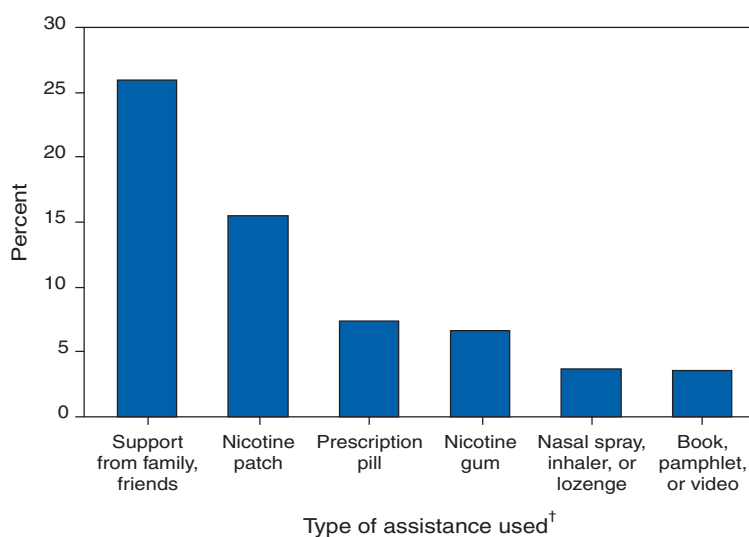 30
25
20
15
10
5
0
Percent
Support
from family,
friends
Nicotine
patch
Prescription
pill
Nicotine
gum
Nasal spray,
inhaler, or
lozenge
Book,
pamphlet,
or video
Type of assistance used†